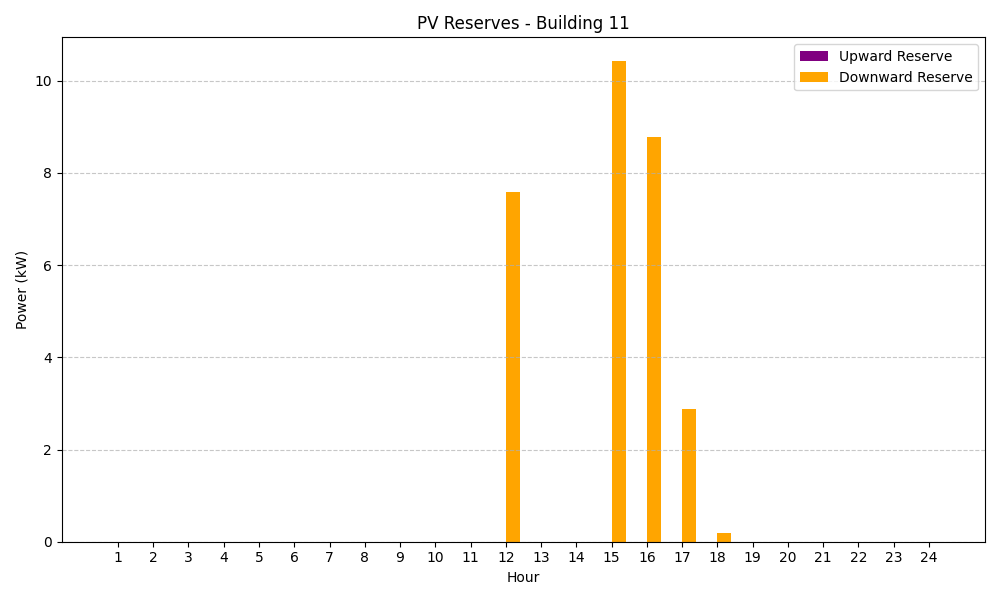 PV Reserves - Building 11
Upward Reserve
Downward Reserve
10
8
6
4
2
0
Power (kW)
1 2 3 4 5 6 7 8 9 10 11 12 13 14 15 16 17 18 19 20 21 22 23 24
Hour